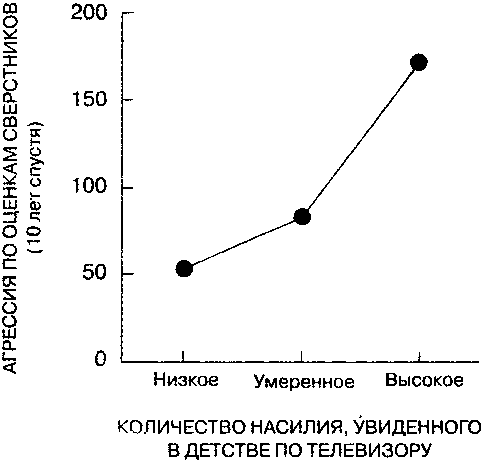 АГРЕССИЯ ПО ОЦЕНКАМ СВЕРСТНИКОВ
(10 лет спустя)
200
150
100
50
0
Низкое Умеренное Высокое
КОЛИЧЕСТВО НАСИЛИЯ, УВИДЕННОГО
В ДЕТСТВЕ ПО ТЕЛЕВИЗОРУ